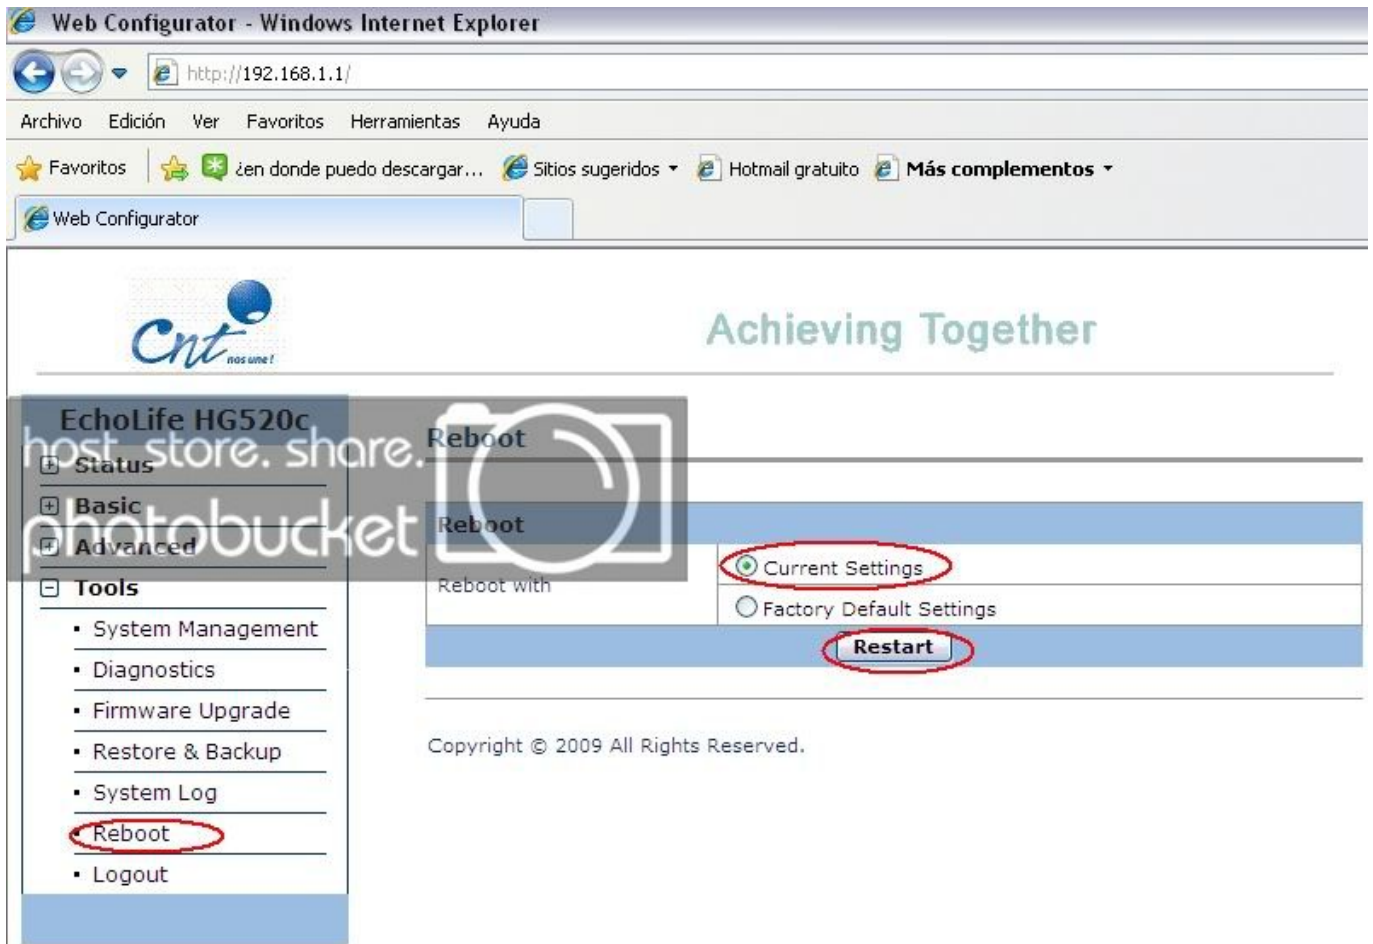 Web Configurator - Windows Internet Explorer
http://192.168.1.1/
Archivo Edición Ver Favoritos Herramientas Ayuda
Favoritos ¿en donde puedo descargar... Sitios sugeridos Hotmail gratuito Más complementos
Web Configurator
Cnt
nos une!
Achieving Together
EchoLife HG520c
host. store. share.
photobucket
Status
Basic
Advanced
Tools
System Management
Diagnostics
Firmware Upgrade
Restore & Backup
System Log
Reboot
Logout
Reboot
Reboot
Reboot with
Current Settings
Factory Default Settings
Restart
Copyright © 2009 All Rights Reserved.